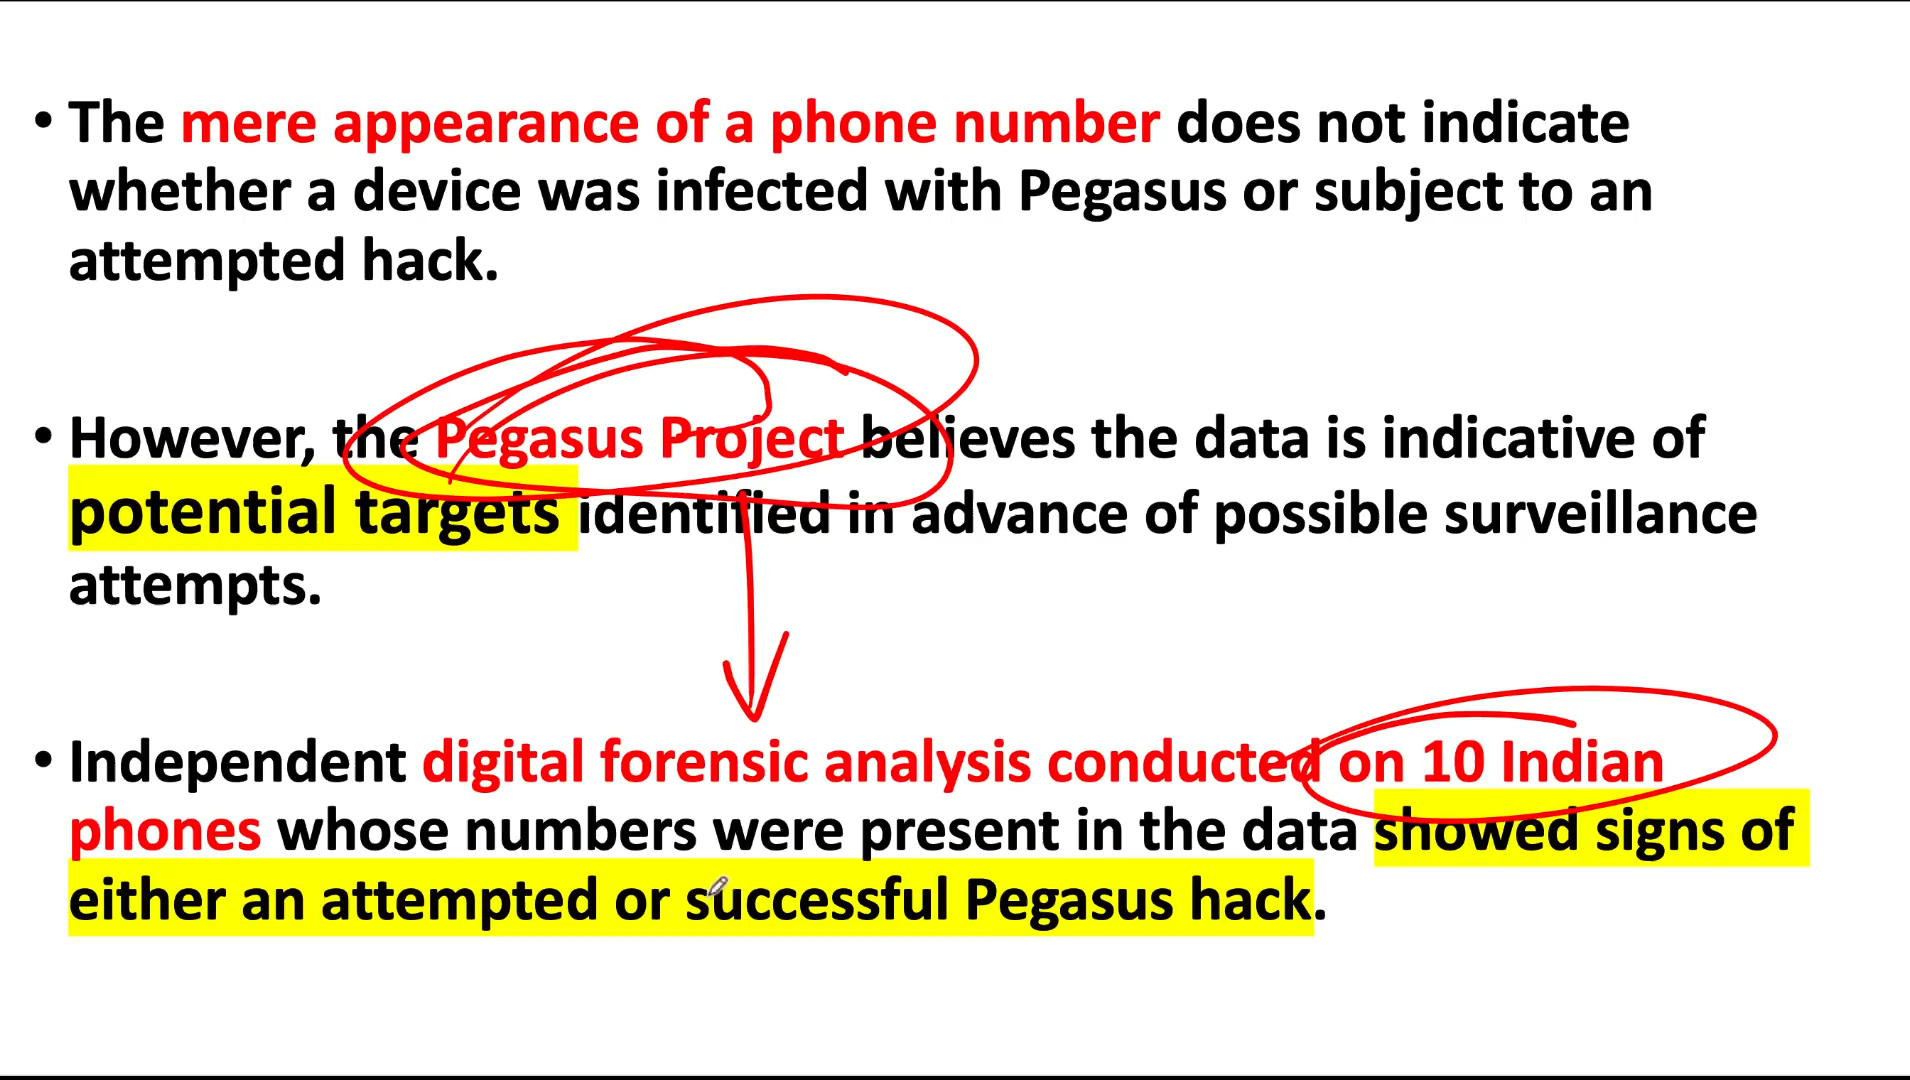 • The mere appearance of a phone number does not indicate
whether a device was infected with Pegasus or subject to an
attempted hack.
• However, the Pegasus Project believes the data is indicative of
potential targets identified in advance of possible surveillance
attempts.
• Independent digital forensic analysis conducted on 10 Indian
phones whose numbers were present in the data showed signs of
either an attempted or successful Pegasus hack.